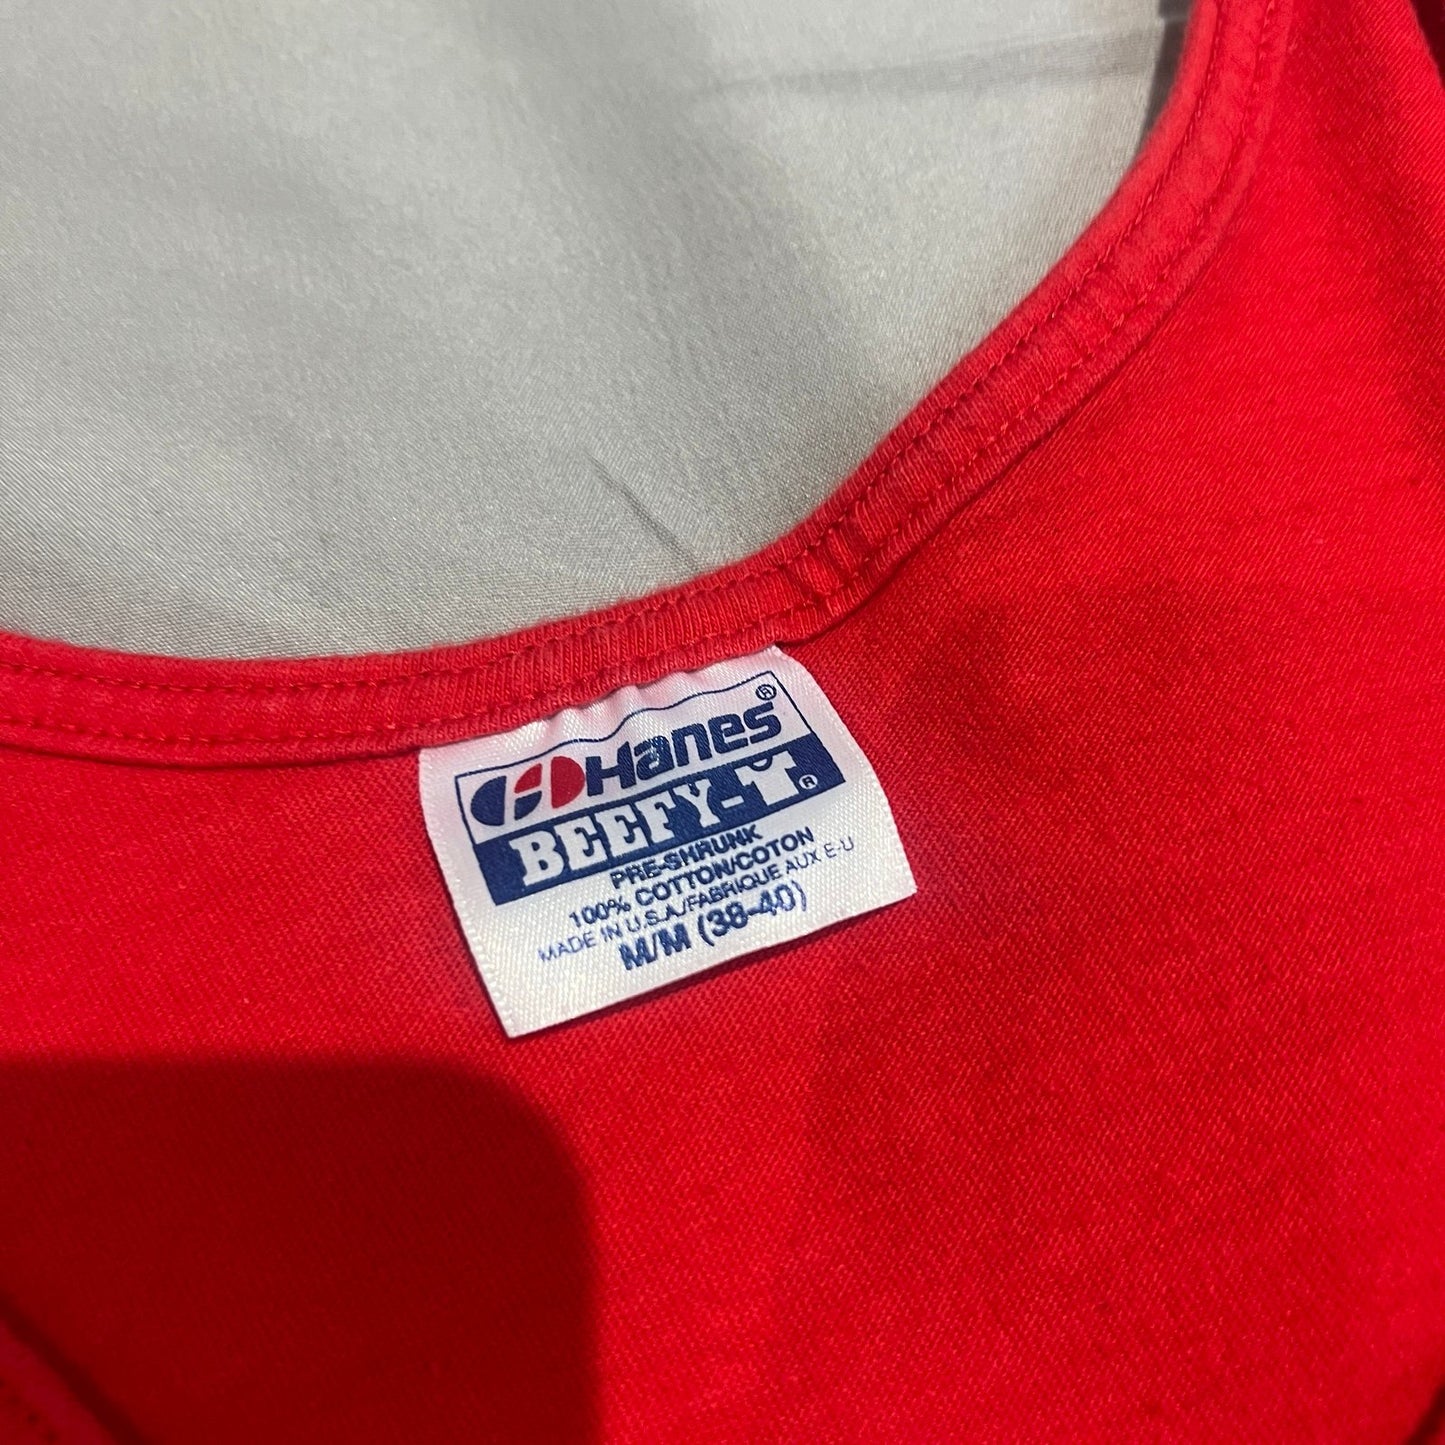 Hanes®
BEEFY-T®
PRE-SHRUNK
100% COTTON/COTON
MADE IN U.S.A./FABRIQUE AUX E-U
M/M (38-40)